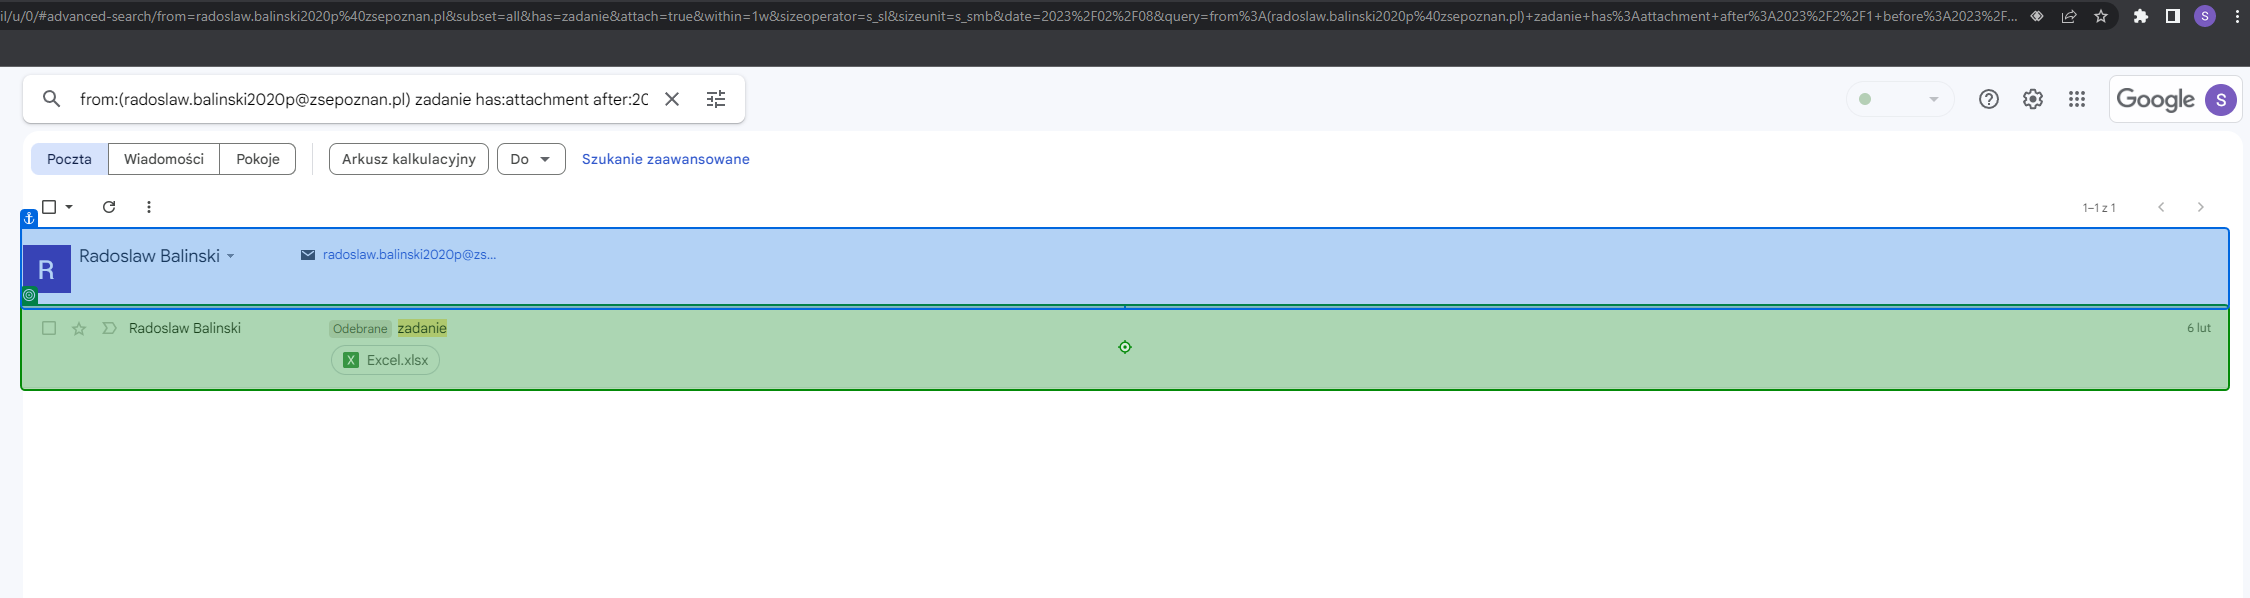 il/u/0/#advanced-search/from=radoslaw.balinski2020p%40zsepoznan.pl&subset=all&has=zadanie&attach=true&within=1w&sizeoperator=s_sl&sizeunit=s_smb&date=2023%2F02%2F08&query=from%3A(radoslaw.balinski2020p%40zsepoznan.pl)+zadanie+has%3Aattachment+after%3A2023%2F2%2F1+before%3A2023%2F... S
from:(radoslaw.balinski2020p@zsepoznan.pl) zadanie has:attachment after:20 Google S
Poczta Wiadomości Pokoje Arkusz kalkulacyjny Do Szukanie zaawansowane
1–1 z 1
R Radoslaw Balinski radoslaw.balinski2020p@zs...
Radoslaw Balinski Odebrane zadanie 6 lut
X Excel.xlsx